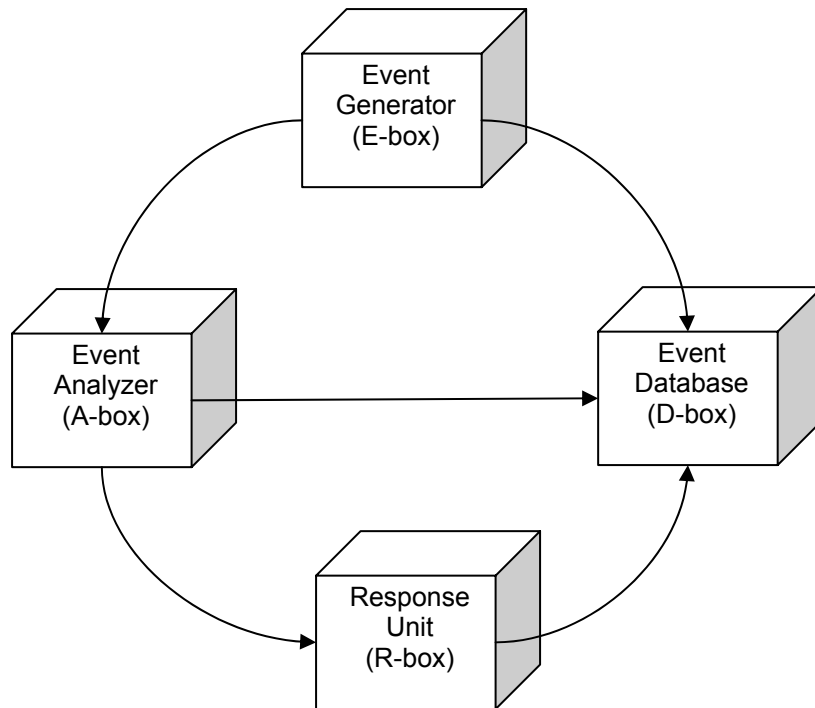 Event
Generator
(E-box)
Event
Analyzer
(A-box)
Event
Database
(D-box)
Response
Unit
(R-box)